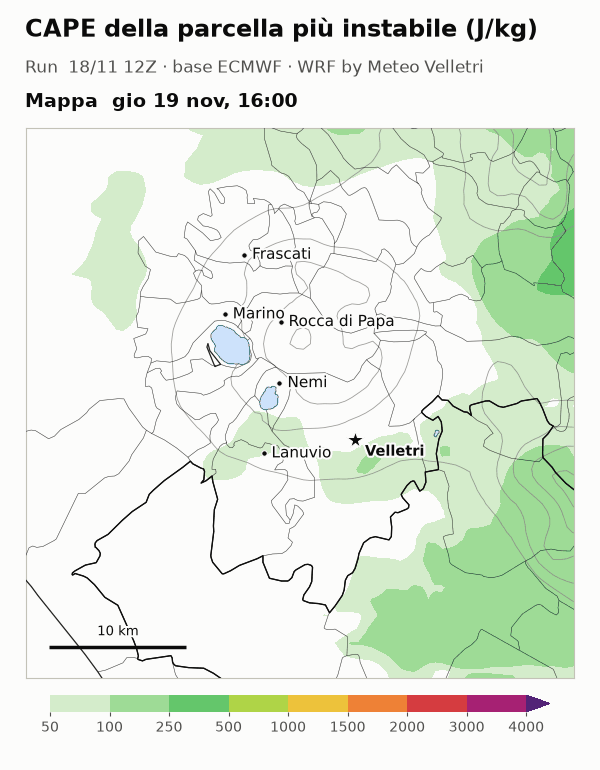 CAPE della parcella più instabile (J/kg)
Run  18/11 12Z · base ECMWF · WRF by Meteo Velletri
Mappa  gio 19 nov, 16:00
Frascati
Marino
Rocca di Papa
Nemi
Velletri
Lanuvio
10 km
50 100 250 500 1000 1500 2000 3000 4000